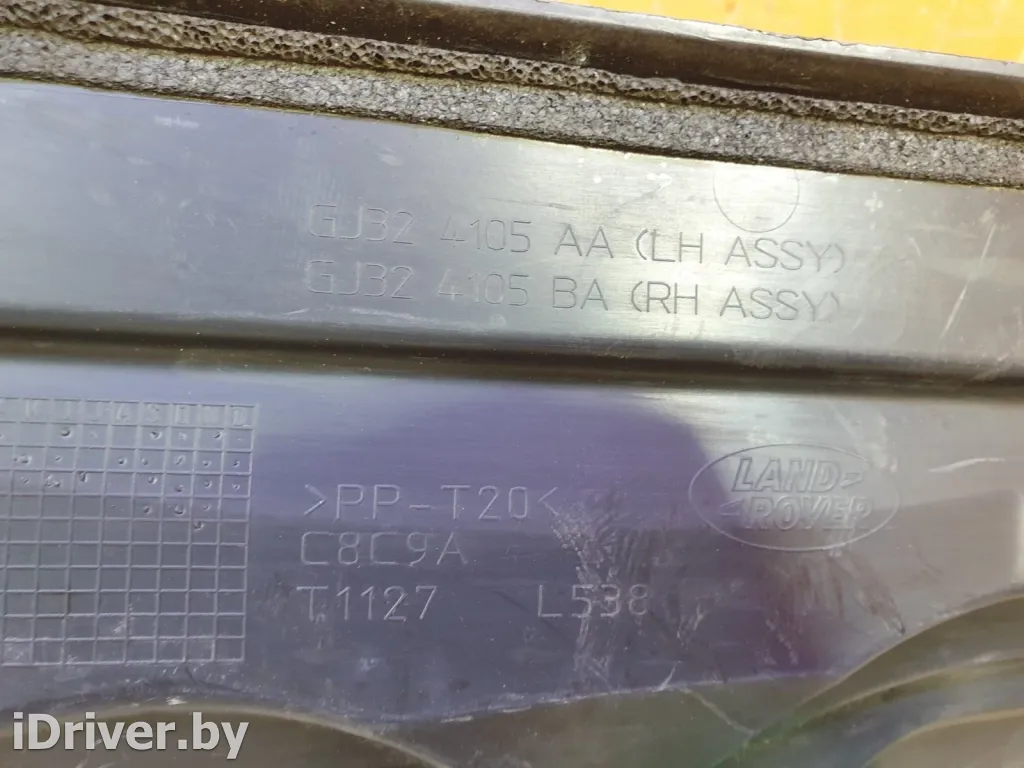 GJ32 4105 AA (LH ASSY)
GJ32 4105 BA (RH ASSY)
LAND
ROVER
>PP-T20<
C8C9A
T1127 L538
iDriver.by